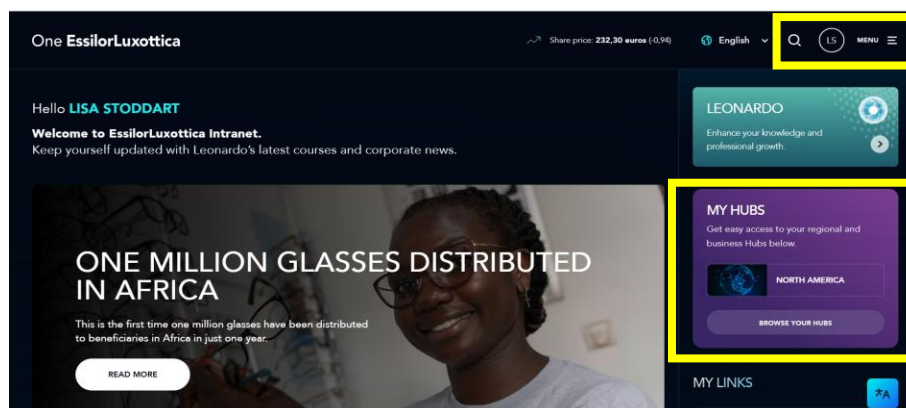 One EssilorLuxottica
Share price: 232,30 euros (-0,94)
English
LS
MENU
Hello LISA STODDART
Welcome to EssilorLuxottica Intranet.
Keep yourself updated with Leonardo's latest courses and corporate news.
ONE MILLION GLASSES DISTRIBUTED
IN AFRICA
This is the first time one million glasses have been distributed
to beneficiaries in Africa in just one year.
READ MORE
LEONARDO
Enhance your knowledge and
professional growth.
MY HUBS
Get easy access to your regional and
business Hubs below.
NORTH AMERICA
BROWSE YOUR HUBS
MY LINKS
文A